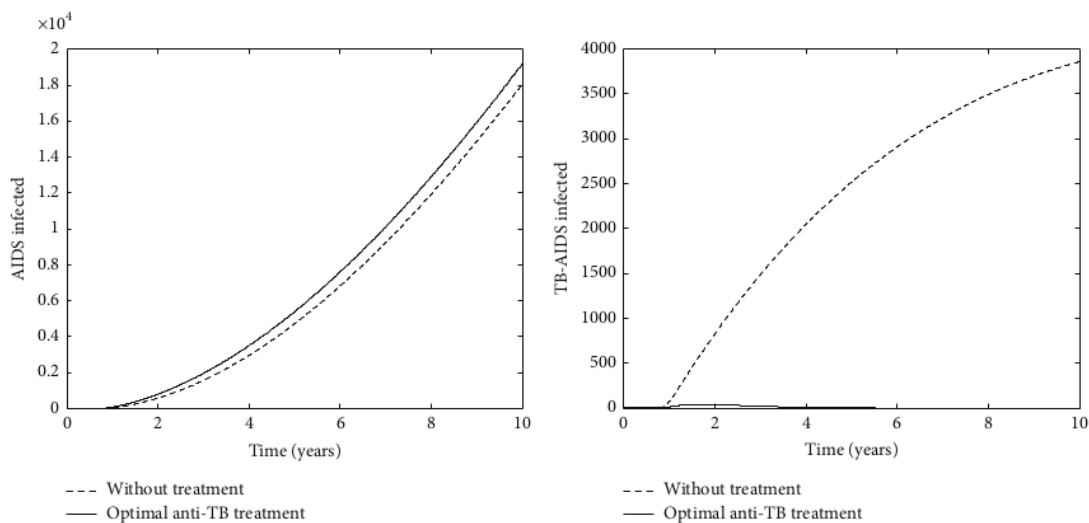 ×10⁴
2
1.8
1.6
1.4
1.2
1
0.8
0.6
0.4
0.2
0
AIDS infected
0 2 4 6 8 10
Time (years)
Without treatment
Optimal anti-TB treatment
4000
3500
3000
2500
2000
1500
1000
500
0
TB-AIDS infected
0 2 4 6 8 10
Time (years)
Without treatment
Optimal anti-TB treatment